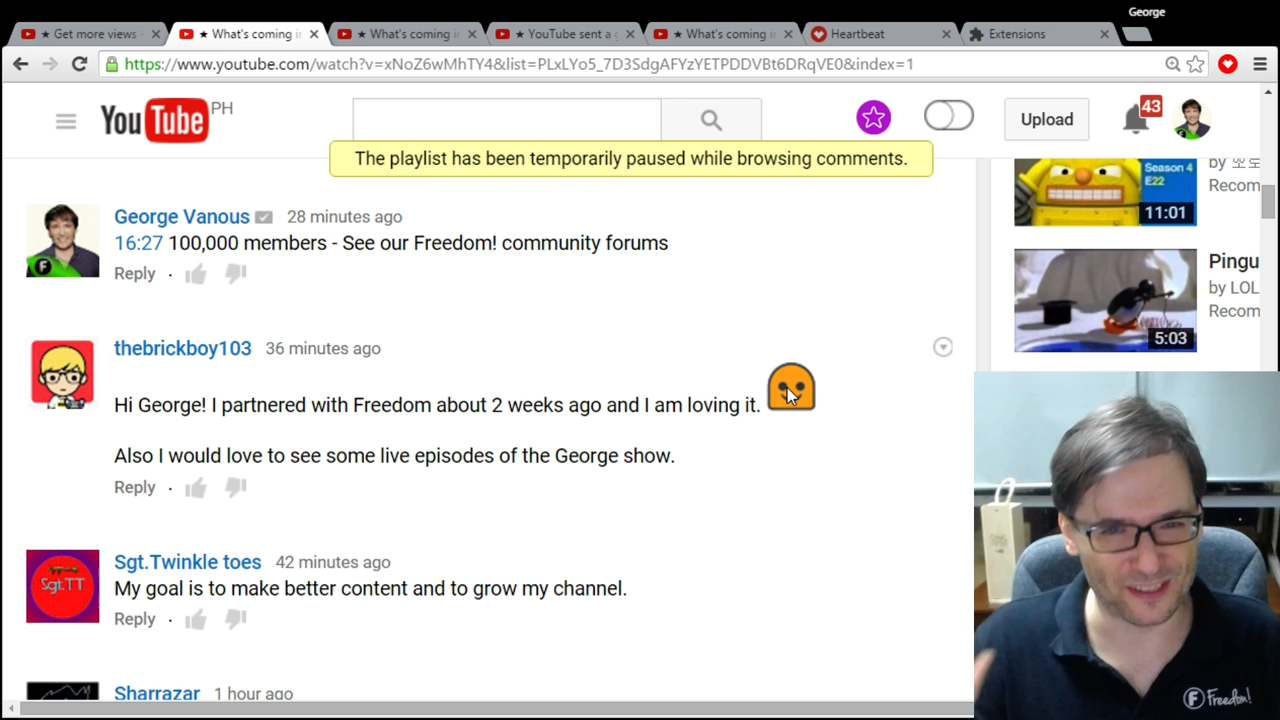 George
★ Get more views -
★ What's coming in
★ What's coming in
★ YouTube sent a g
★ What's coming in
Heartbeat
Extensions
https://www.youtube.com/watch?v=xNoZ6wMhTY4&list=PLxLYo5_7D3SdgAFYzYETPDDVBt6DRqVE0&index=1
YouTube PH
Upload
43
The playlist has been temporarily paused while browsing comments.
Season 4
E22
11:01
by 뽀로
Recom
George Vanous 28 minutes ago
16:27 100,000 members - See our Freedom! community forums
Reply ·
Pingu
by LOL
Recom
5:03
thebrickboy103 36 minutes ago
Hi George! I partnered with Freedom about 2 weeks ago and I am loving it.
Also I would love to see some live episodes of the George show.
Reply ·
Sgt.TT
Sgt.Twinkle toes 42 minutes ago
My goal is to make better content and to grow my channel.
Reply ·
Sharrazar 1 hour ago
F Freedom!